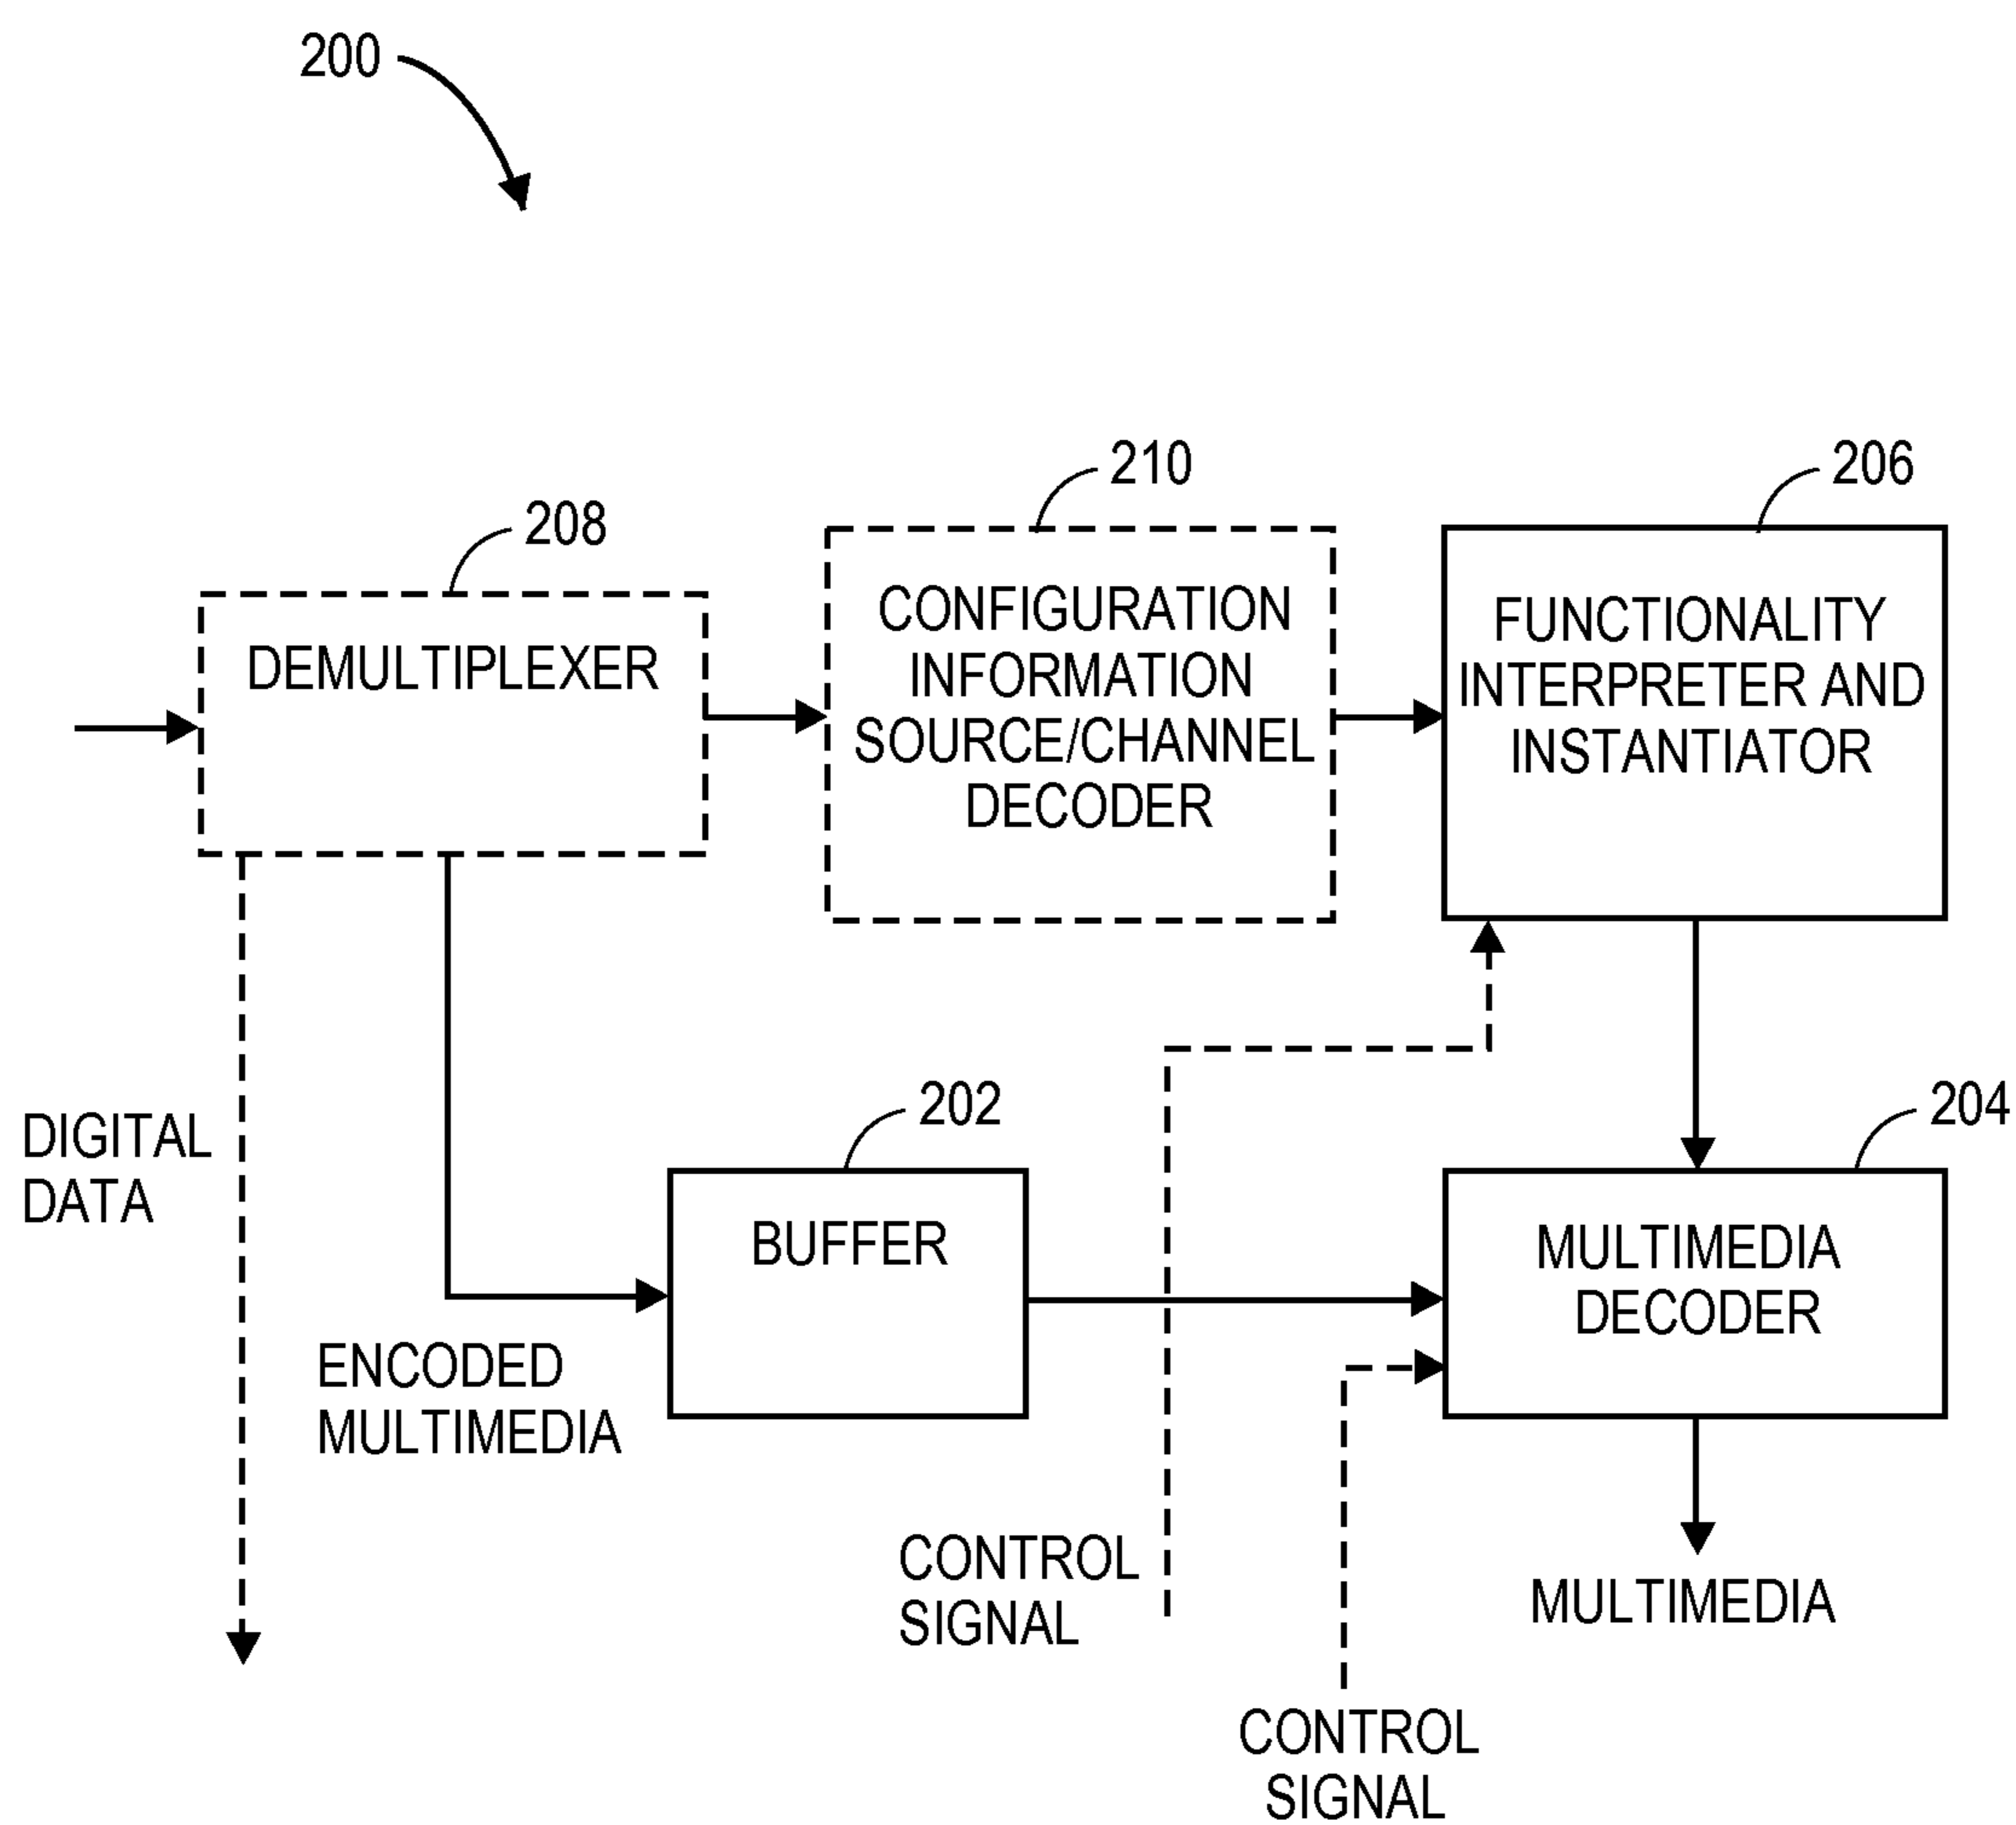 200
210
206
208
CONFIGURATION
INFORMATION
SOURCE/CHANNEL
DECODER
FUNCTIONALITY
INTERPRETER AND
INSTANTIATOR
DEMULTIPLEXER
202
204
DIGITAL
DATA
BUFFER
MULTIMEDIA
DECODER
ENCODED
MULTIMEDIA
CONTROL
SIGNAL
MULTIMEDIA
CONTROL
SIGNAL